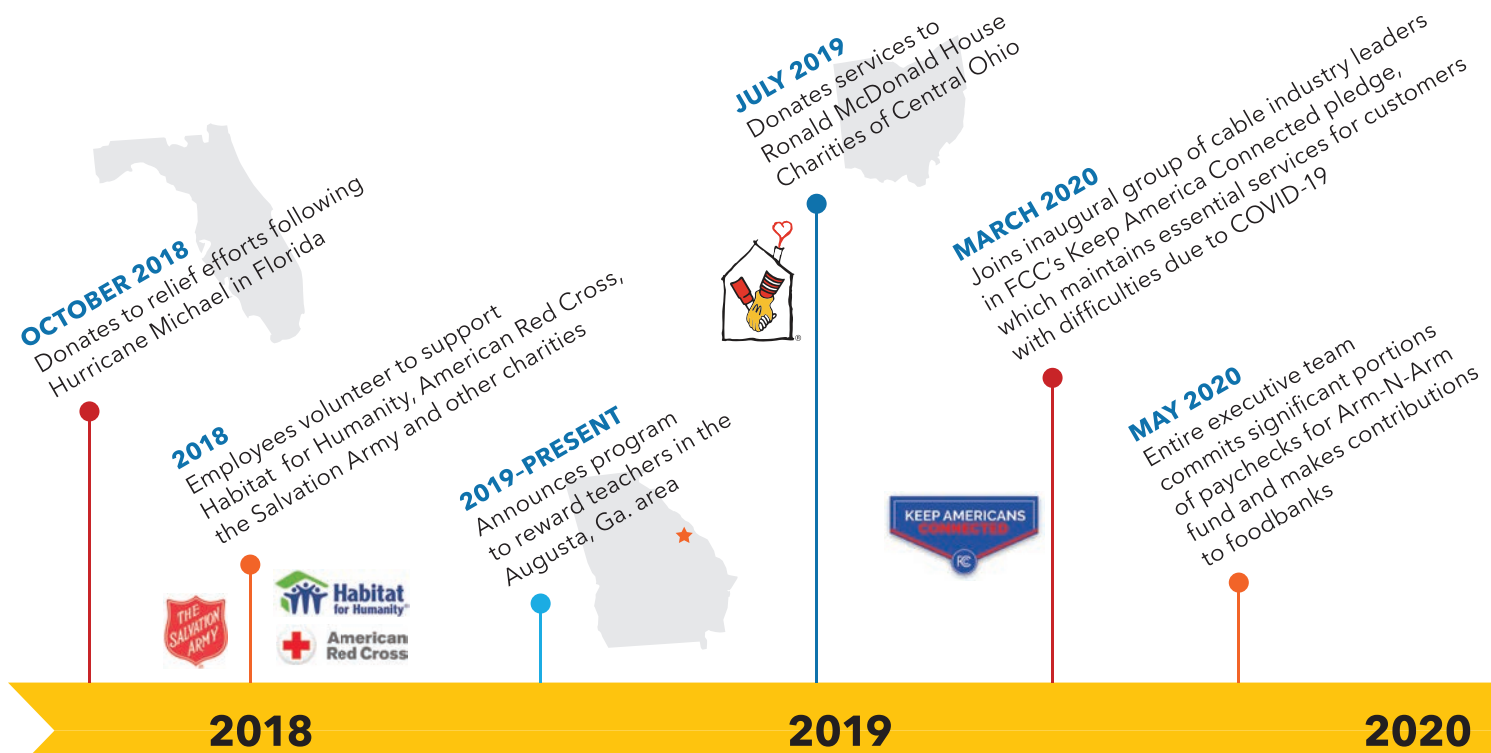 OCTOBER 2018
Donates to relief efforts following
Hurricane Michael in Florida
2018
Employees volunteer to support
Habitat for Humanity, American Red Cross,
the Salvation Army and other charities
THE
SALVATION
ARMY
Habitat
for Humanity®
American
Red Cross
2019–PRESENT
Announces program
to reward teachers in the
Augusta, Ga. area
JULY 2019
Donates services to
Ronald McDonald House
Charities of Central Ohio
®
MARCH 2020
Joins inaugural group of cable industry leaders
in FCC's Keep America Connected pledge,
which maintains essential services for customers
with difficulties due to COVID-19
KEEP AMERICANS
CONNECTED
FCC
MAY 2020
Entire executive team
commits significant portions
of paychecks for Arm-N-Arm
fund and makes contributions
to foodbanks
2018
2019
2020